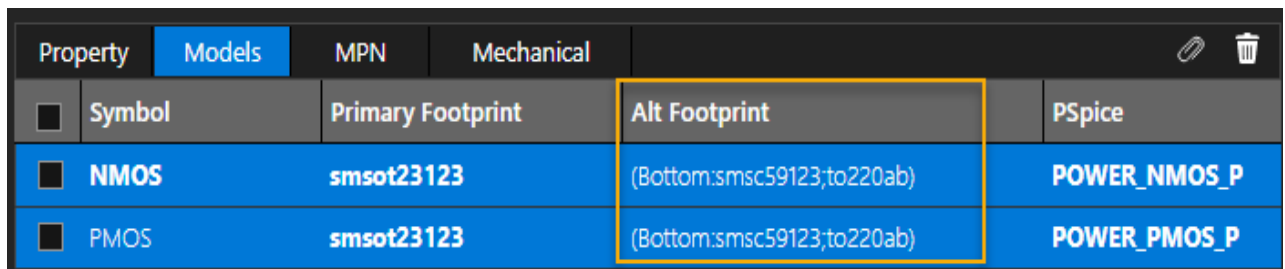 Property Models MPN Mechanical
Symbol Primary Footprint Alt Footprint PSpice
NMOS smsot23123 (Bottom:smsc59123;to220ab) POWER_NMOS_P
PMOS smsot23123 (Bottom:smsc59123;to220ab) POWER_PMOS_P